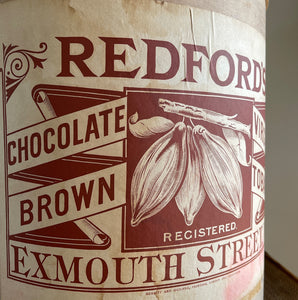 REDFORD'S
CHOCOLATE
BROWN
REGISTERED.
EXMOUTH STREET